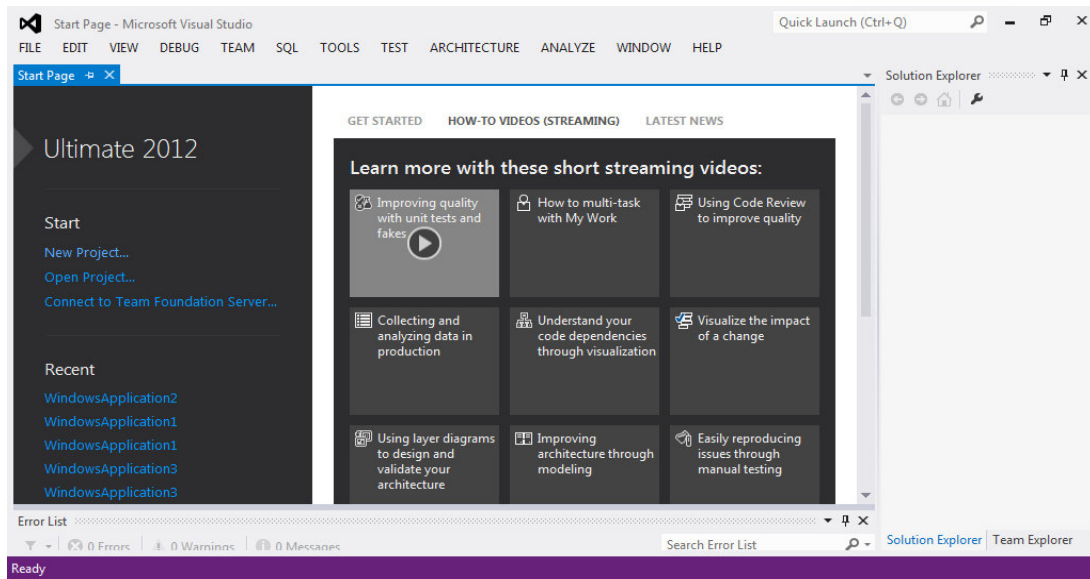 Start Page - Microsoft Visual Studio
Quick Launch (Ctrl+Q)
FILE EDIT VIEW DEBUG TEAM SQL TOOLS TEST ARCHITECTURE ANALYZE WINDOW HELP
Start Page
Solution Explorer
Ultimate 2012
Start
New Project...
Open Project...
Connect to Team Foundation Server...
Recent
WindowsApplication2
WindowsApplication1
WindowsApplication1
WindowsApplication3
WindowsApplication3
GET STARTED HOW-TO VIDEOS (STREAMING) LATEST NEWS
Learn more with these short streaming videos:
Improving quality
with unit tests and
fakes
How to multi-task
with My Work
Using Code Review
to improve quality
Collecting and
analyzing data in
production
Understand your
code dependencies
through visualization
Visualize the impact
of a change
Using layer diagrams
to design and
validate your
architecture
Improving
architecture through
modeling
Easily reproducing
issues through
manual testing
Error List
0 Errors 0 Warnings 0 Messages
Search Error List
Solution Explorer Team Explorer
Ready